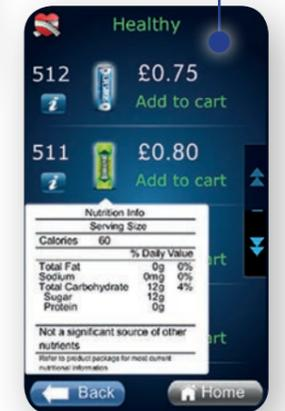 Healthy
512
£0.75
i
Add to cart
511
£0.80
i
Add to cart
Nutrition Info
Serving Size
Calories 60
% Daily Value
Total Fat 0g 0%
Sodium 0mg 0%
Total Carbohydrate 12g 4%
Sugar 12g
Protein 0g
rt
Not a significant source of other
nutrients
rt
Refer to product package for most current
nutritional information
Back
Home